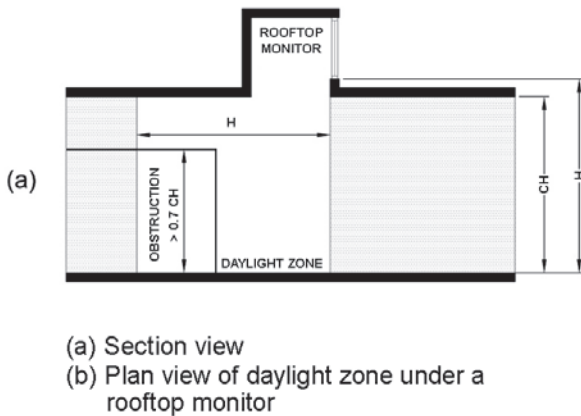 ROOFTOP
MONITOR
H
(a)
OBSTRUCTION
> 0.7 CH
DAYLIGHT ZONE
CH
H
(a) Section view
(b) Plan view of daylight zone under a
rooftop monitor